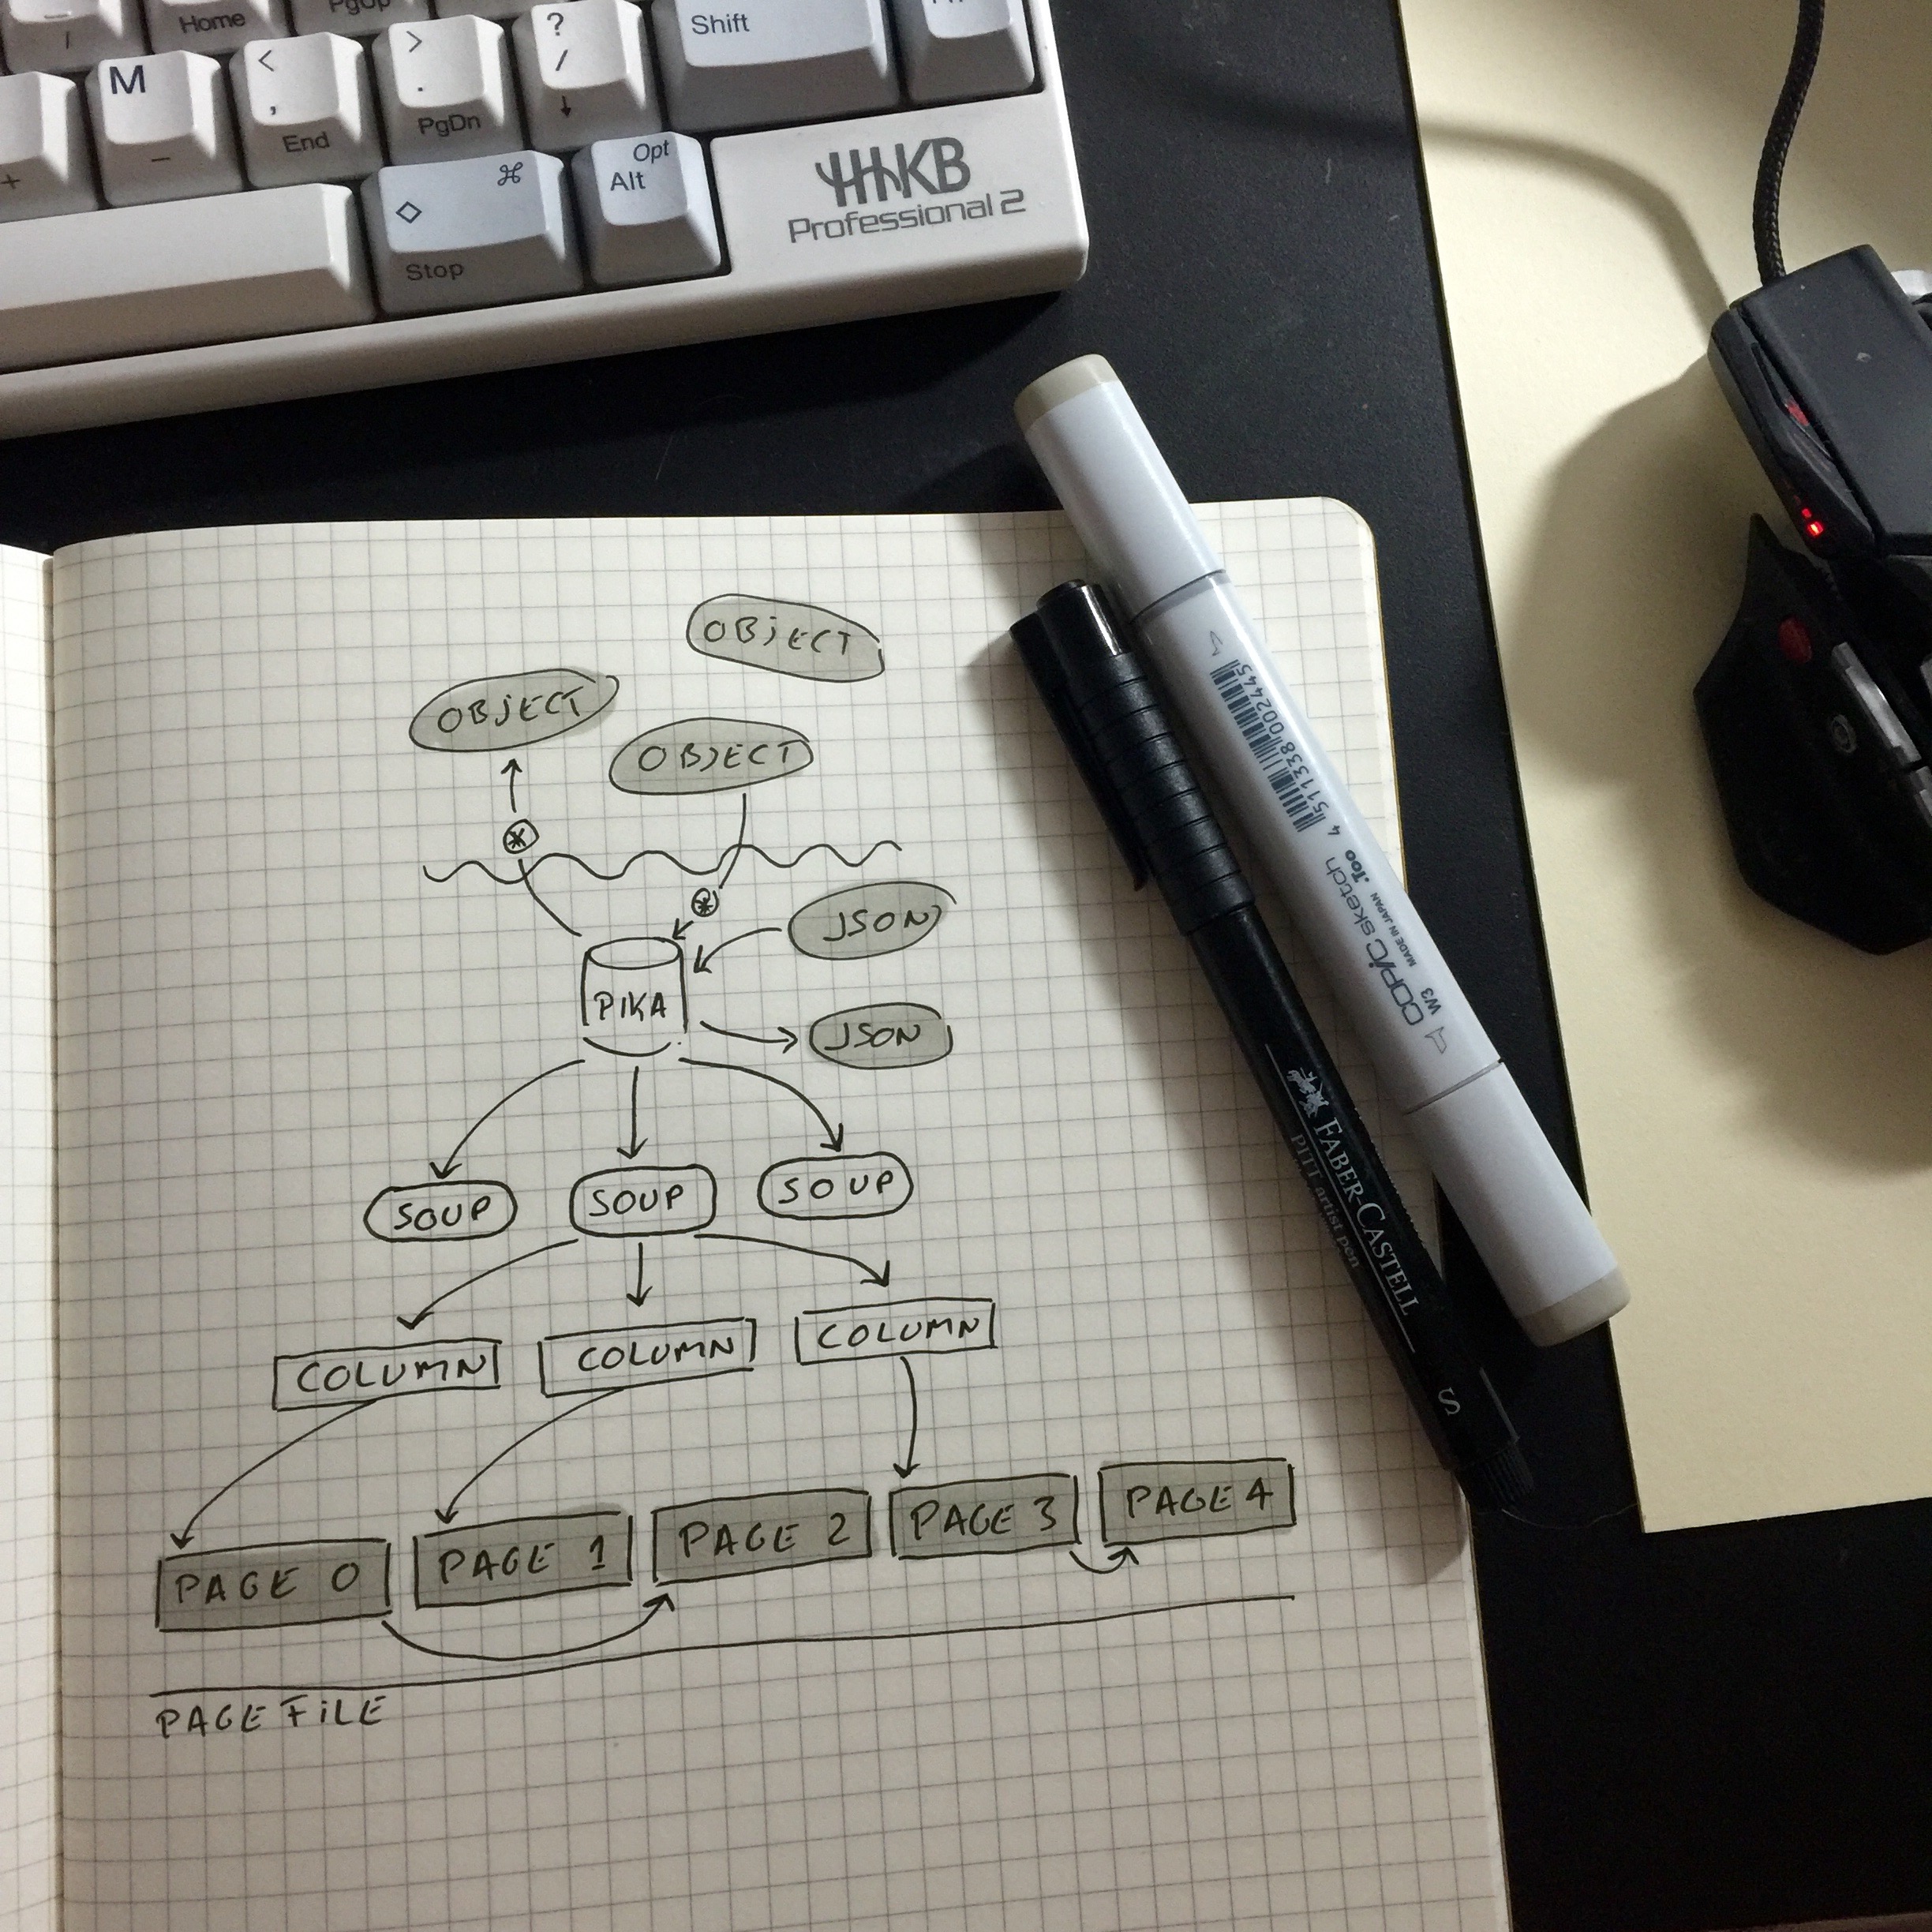 Home
PgUp
Shift
M
<
,
End
>
.
PgDn
?
/
↓
+
–
⌘
◇
Stop
Opt
Alt
HHKB
Professional 2
OBJECT
OBJECT
OBJECT
JSON
PIKA
JSON
SOUP
SOUP
SOUP
COLUMN
COLUMN
COLUMN
PAGE 0
PAGE 1
PAGE 2
PAGE 3
PAGE 4
PAGE FILE
4 511338 002445
COPIC sketch
.Too
MADE IN JAPAN
W3
FABER-CASTELL
PITT artist pen
S